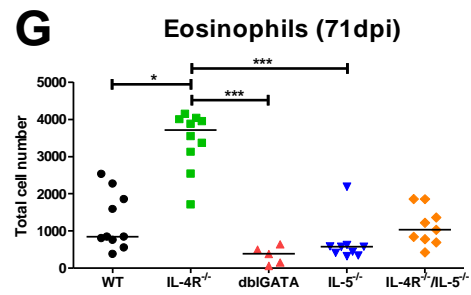 G
Eosinophils (71dpi)
***
*
***
Total cell number
5000
4000
3000
2000
1000
0
WT
IL-4R⁻/⁻
dblGATA
IL-5⁻/⁻
IL-4R⁻/⁻/IL-5⁻/⁻